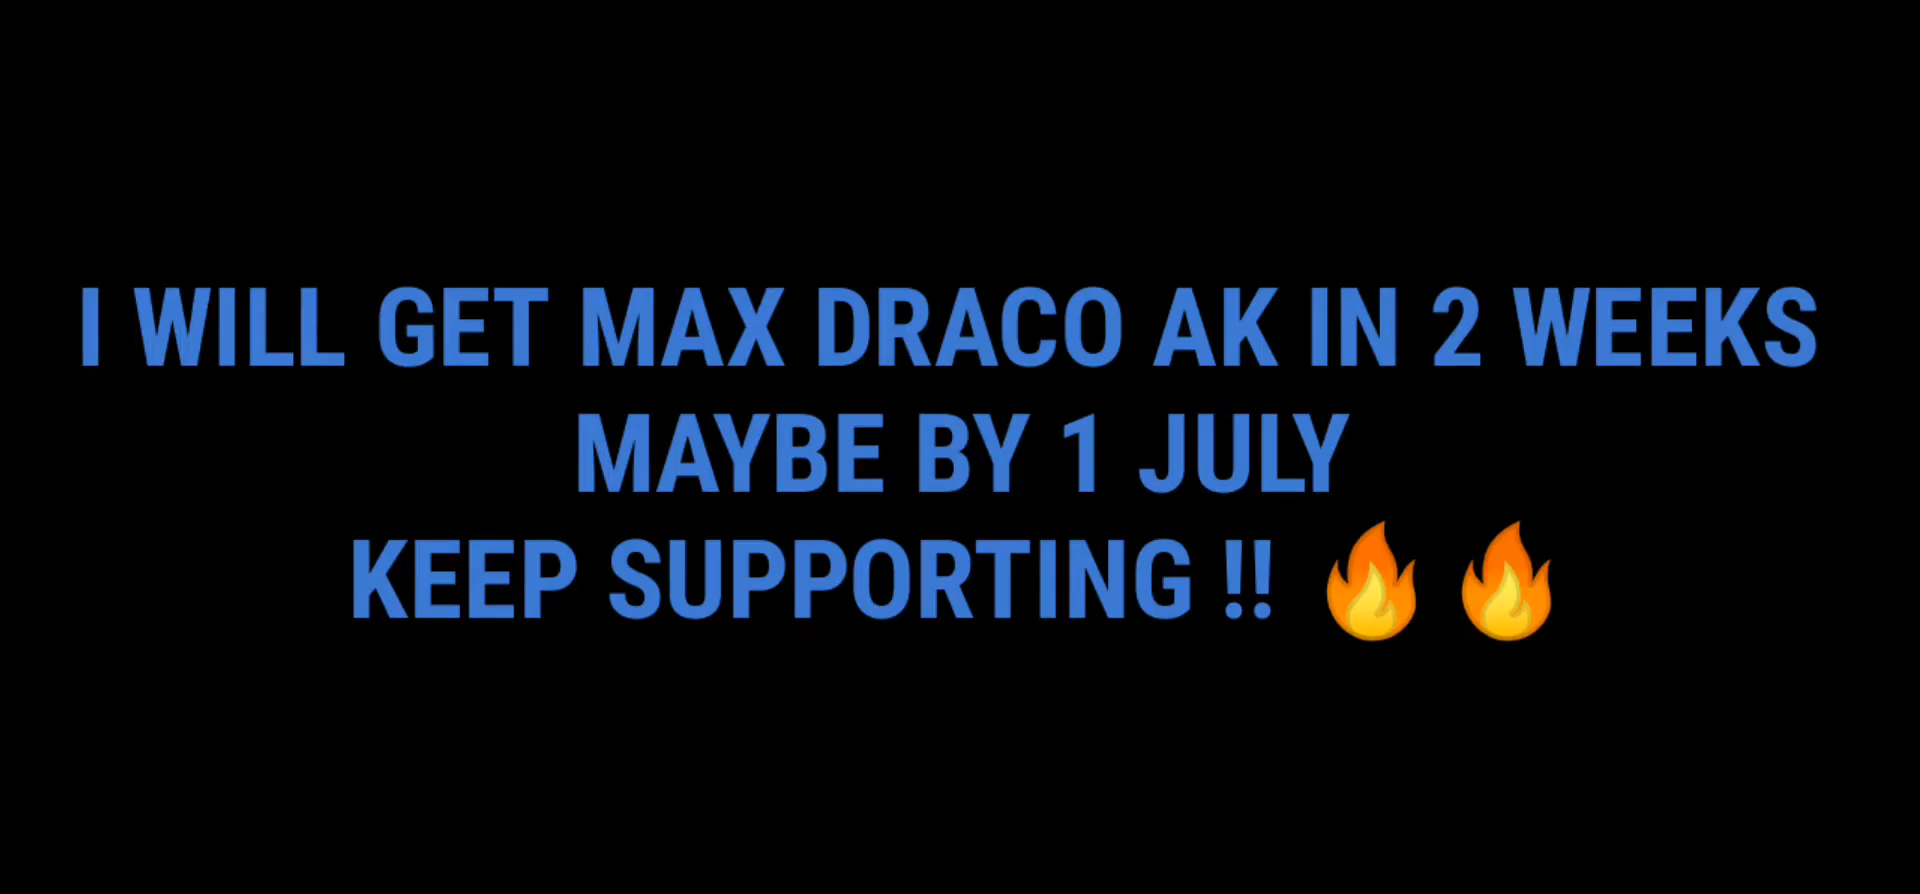 I WILL GET MAX DRACO AK IN 2 WEEKS
MAYBE BY 1 JULY
KEEP SUPPORTING !! 🔥 🔥